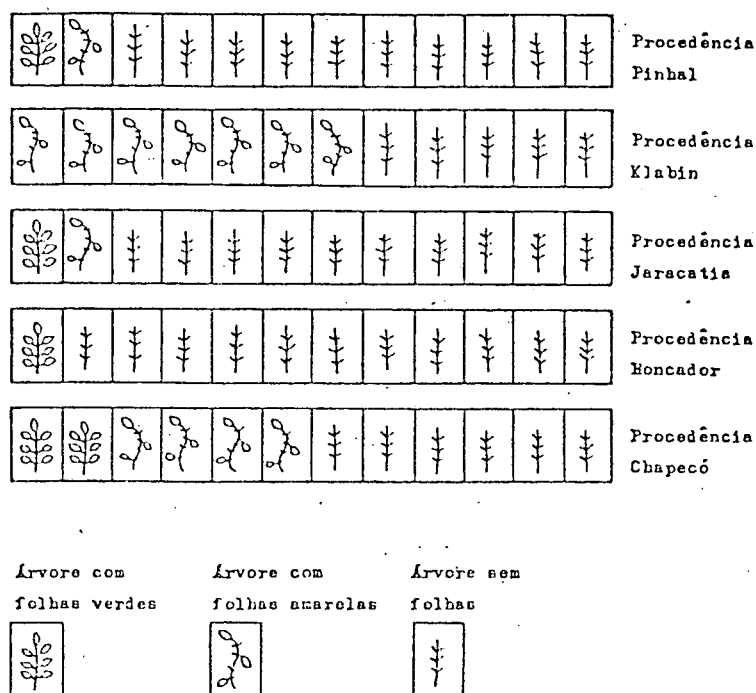 Procedência
Pinhal
Procedência
Klabin
Procedência
Jaracatia
Procedência
Roncador
Procedência
Chapecó
Árvore com
folhas verdes
Árvore com
folhas amarelas
Árvore sem
folhas